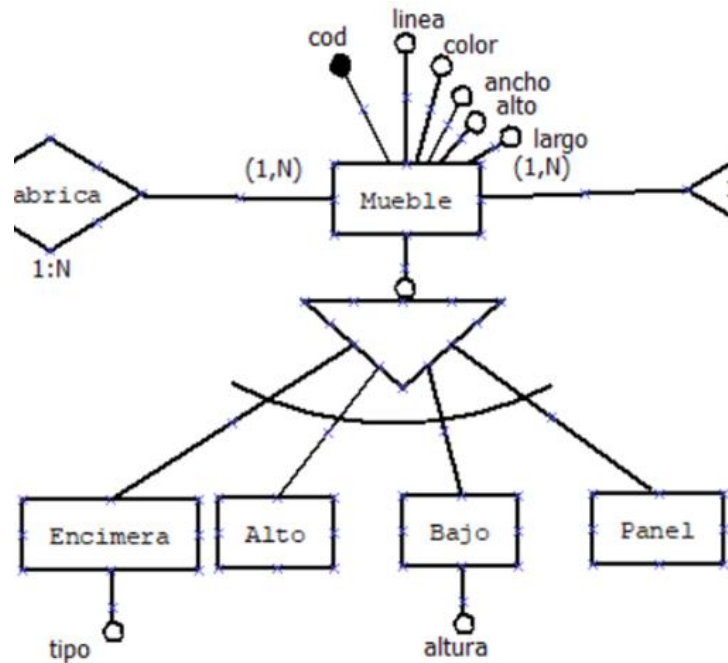 linea
cod
color
ancho
alto
largo
(1,N)
(1,N)
abrica
Mueble
1:N
Encimera
Alto
Bajo
Panel
tipo
altura